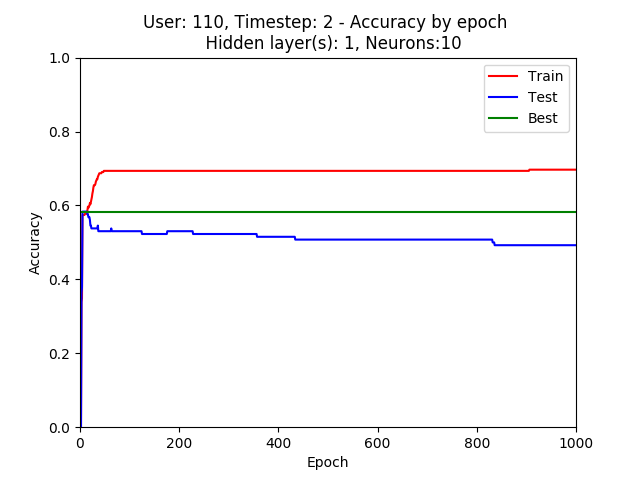 User: 110, Timestep: 2 - Accuracy by epoch
Hidden layer(s): 1, Neurons:10
Train
Test
Best
1.0
0.8
0.6
0.4
0.2
0.0
Accuracy
0
200
400
600
800
1000
Epoch